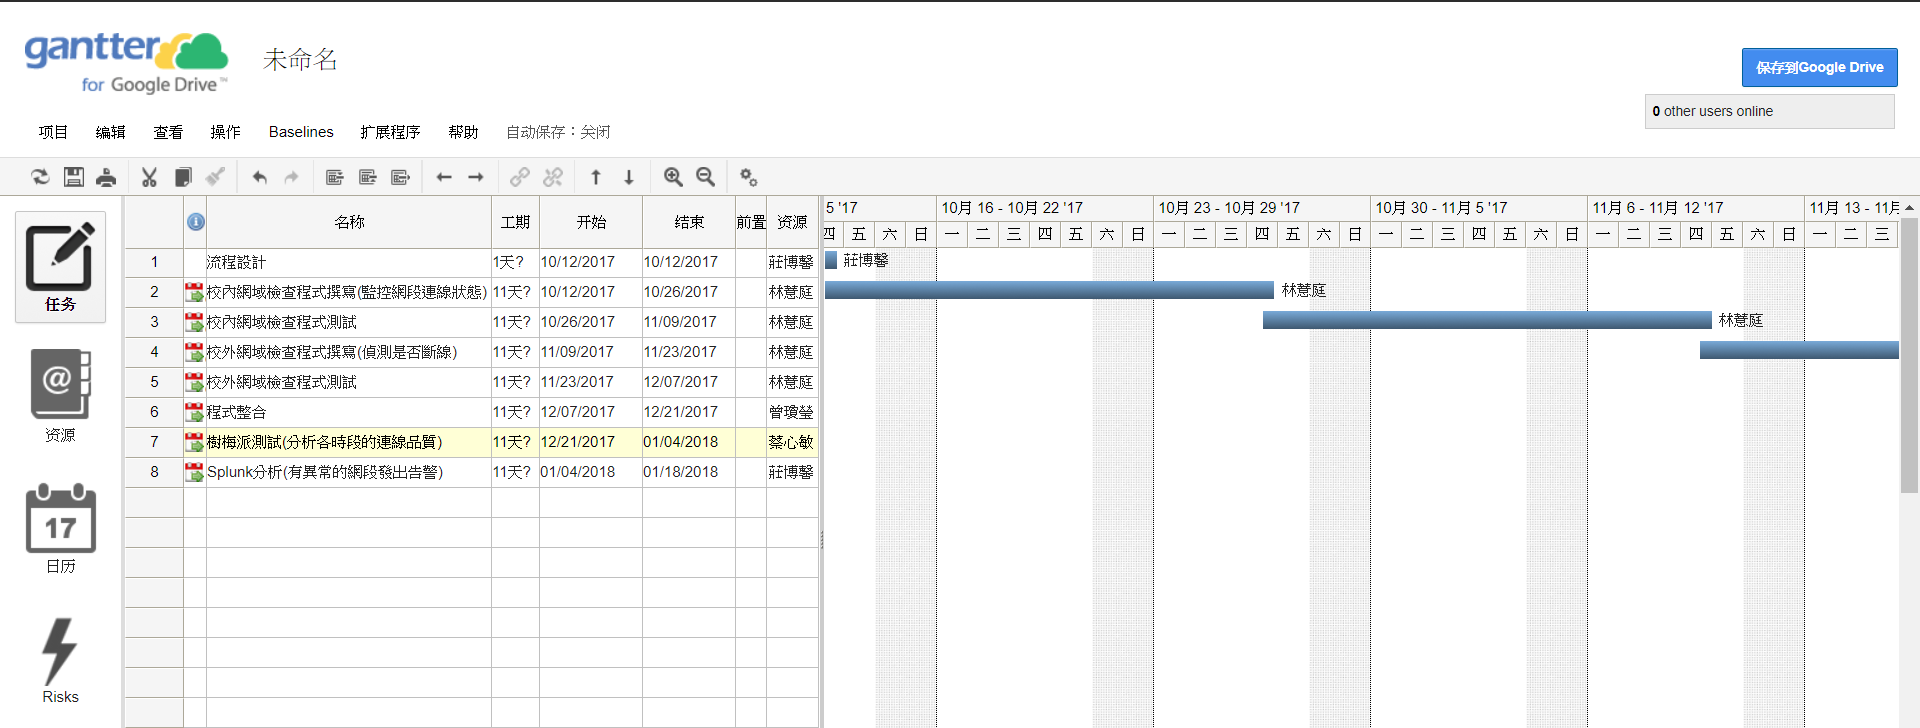 gantter
for Google Drive™
未命名
保存到Google Drive
0 other users online
项目 编辑 查看 操作 Baselines 扩展程序 帮助 自动保存：关闭
任务
资源
17
日历
Risks
名称 工期 开始 结束 前置 资源
1 流程設計 1天? 10/12/2017 10/12/2017 莊博馨
2 校內網域檢查程式撰寫(監控網段連線狀態) 11天? 10/12/2017 10/26/2017 林慧庭
3 校內網域檢查程式測試 11天? 10/26/2017 11/09/2017 林慧庭
4 校外網域檢查程式撰寫(偵測是否斷線) 11天? 11/09/2017 11/23/2017 林慧庭
5 校外網域檢查程式測試 11天? 11/23/2017 12/07/2017 林慧庭
6 程式整合 11天? 12/07/2017 12/21/2017 曾瓊瑩
7 樹梅派測試(分析各時段的連線品質) 11天? 12/21/2017 01/04/2018 蔡心敏
8 Splunk分析(有異常的網段發出告警) 11天? 01/04/2018 01/18/2018 莊博馨
5 '17 10月 16 - 10月 22 '17 10月 23 - 10月 29 '17 10月 30 - 11月 5 '17 11月 6 - 11月 12 '17 11月 13 - 11月
四 五 六 日 一 二 三 四 五 六 日 一 二 三 四 五 六 日 一 二 三 四 五 六 日 一 二 三 四 五 六 日 一 二 三
莊博馨
林慧庭
林慧庭